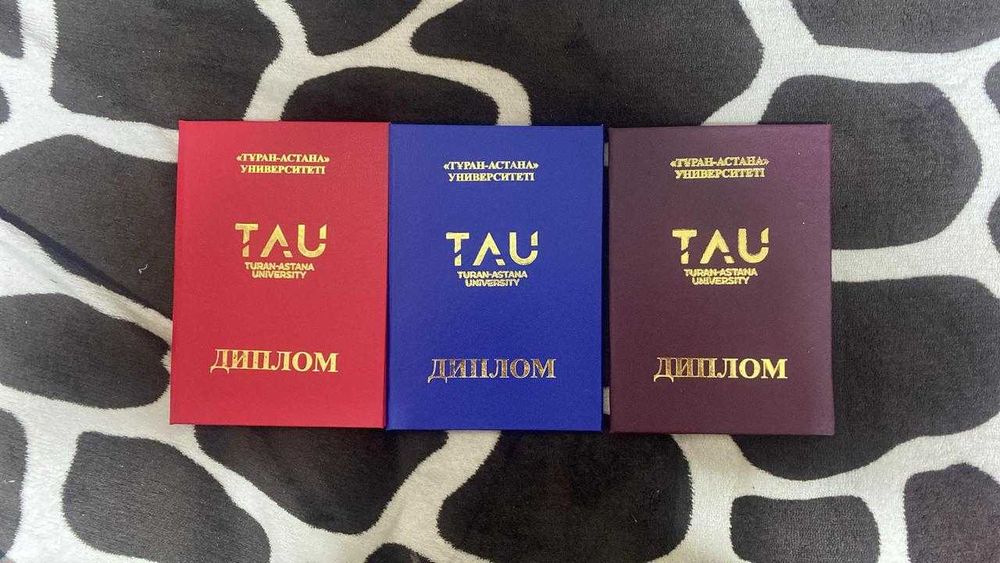 «ТҰРАН-АСТАНА»
УНИВЕРСИТЕТІ
TAU
TURAN-ASTANA
UNIVERSITY
ДИПЛОМ
«ТҰРАН-АСТАНА»
УНИВЕРСИТЕТІ
TAU
TURAN-ASTANA
UNIVERSITY
ДИПЛОМ
«ТҰРАН-АСТАНА»
УНИВЕРСИТЕТІ
TAU
TURAN-ASTANA
UNIVERSITY
ДИПЛОМ